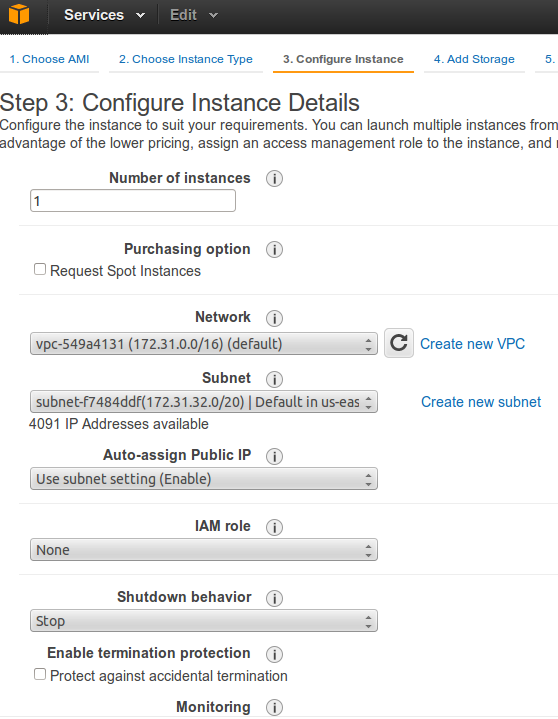 Services Edit
1. Choose AMI 2. Choose Instance Type 3. Configure Instance 4. Add Storage 5.
Step 3: Configure Instance Details
Configure the instance to suit your requirements. You can launch multiple instances from
advantage of the lower pricing, assign an access management role to the instance, and
Number of instances
1
Purchasing option
Request Spot Instances
Network
vpc-549a4131 (172.31.0.0/16) (default) Create new VPC
Subnet
subnet-f7484ddf(172.31.32.0/20) | Default in us-eas Create new subnet
4091 IP Addresses available
Auto-assign Public IP
Use subnet setting (Enable)
IAM role
None
Shutdown behavior
Stop
Enable termination protection
Protect against accidental termination
Monitoring